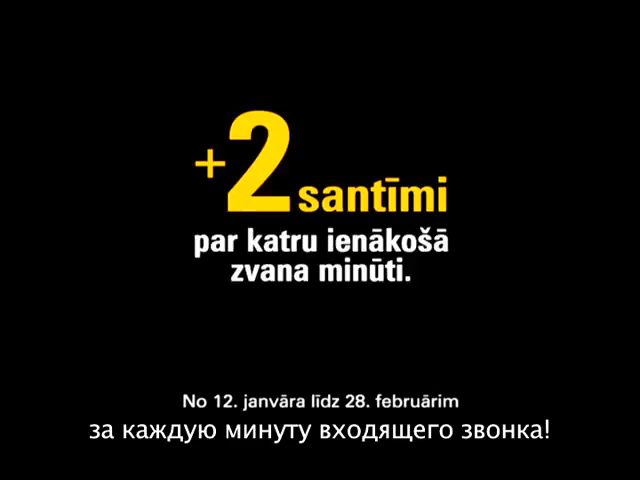 +2 santīmi
par katru ienākošā
zvana minūti.
No 12. janvāra līdz 28. februārim
за каждую минуту входящего звонка!